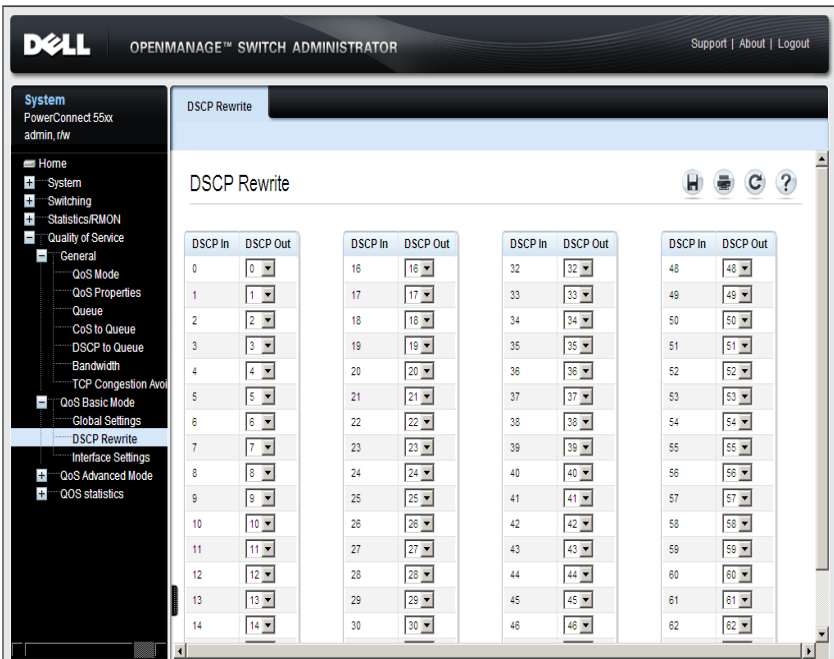 DELL OPENMANAGE™ SWITCH ADMINISTRATOR Support | About | Logout
System
PowerConnect 55xx
admin, r/w
Home
System
Switching
Statistics/RMON
Quality of Service
General
QoS Mode
QoS Properties
Queue
CoS to Queue
DSCP to Queue
Bandwidth
TCP Congestion Avoi
QoS Basic Mode
Global Settings
DSCP Rewrite
Interface Settings
QoS Advanced Mode
QOS statistics
DSCP Rewrite
DSCP Rewrite
DSCP In DSCP Out DSCP In DSCP Out DSCP In DSCP Out DSCP In DSCP Out
0 0 16 16 32 32 48 48
1 1 17 17 33 33 49 49
2 2 18 18 34 34 50 50
3 3 19 19 35 35 51 51
4 4 20 20 36 36 52 52
5 5 21 21 37 37 53 53
6 6 22 22 38 38 54 54
7 7 23 23 39 39 55 55
8 8 24 24 40 40 56 56
9 9 25 25 41 41 57 57
10 10 26 26 42 42 58 58
11 11 27 27 43 43 59 59
12 12 28 28 44 44 60 60
13 13 29 29 45 45 61 61
14 14 30 30 46 46 62 62